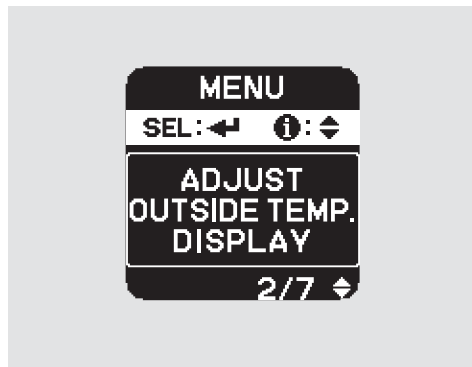 MENU
SEL:↵ ℹ:♦
ADJUST
OUTSIDE TEMP.
DISPLAY
2/7 ♦